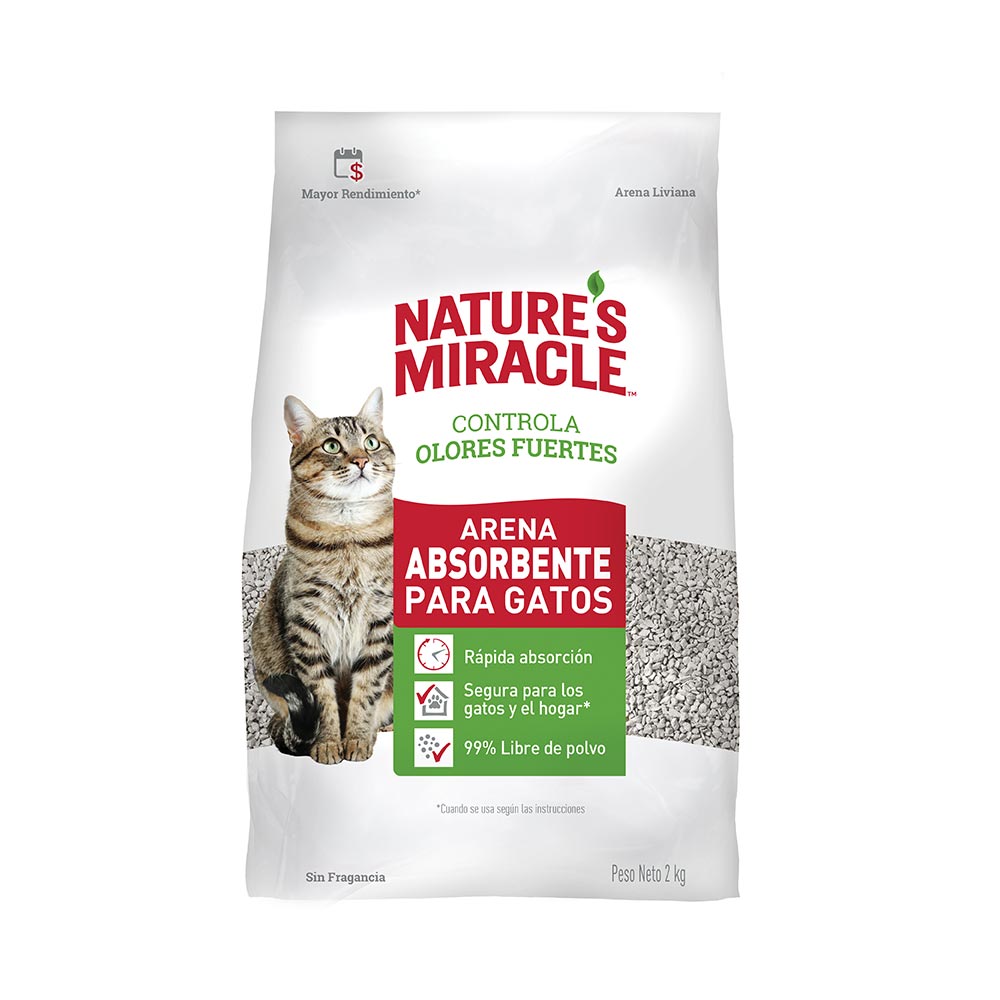 Mayor Rendimiento*
Arena Liviana
NATURE'S
MIRACLE™
CONTROLA
OLORES FUERTES
ARENA
ABSORBENTE
PARA GATOS
Rápida absorción
Segura para los
gatos y el hogar*
99% Libre de polvo
*Cuando se usa según las instrucciones
Sin Fragancia
Peso Neto 2 kg